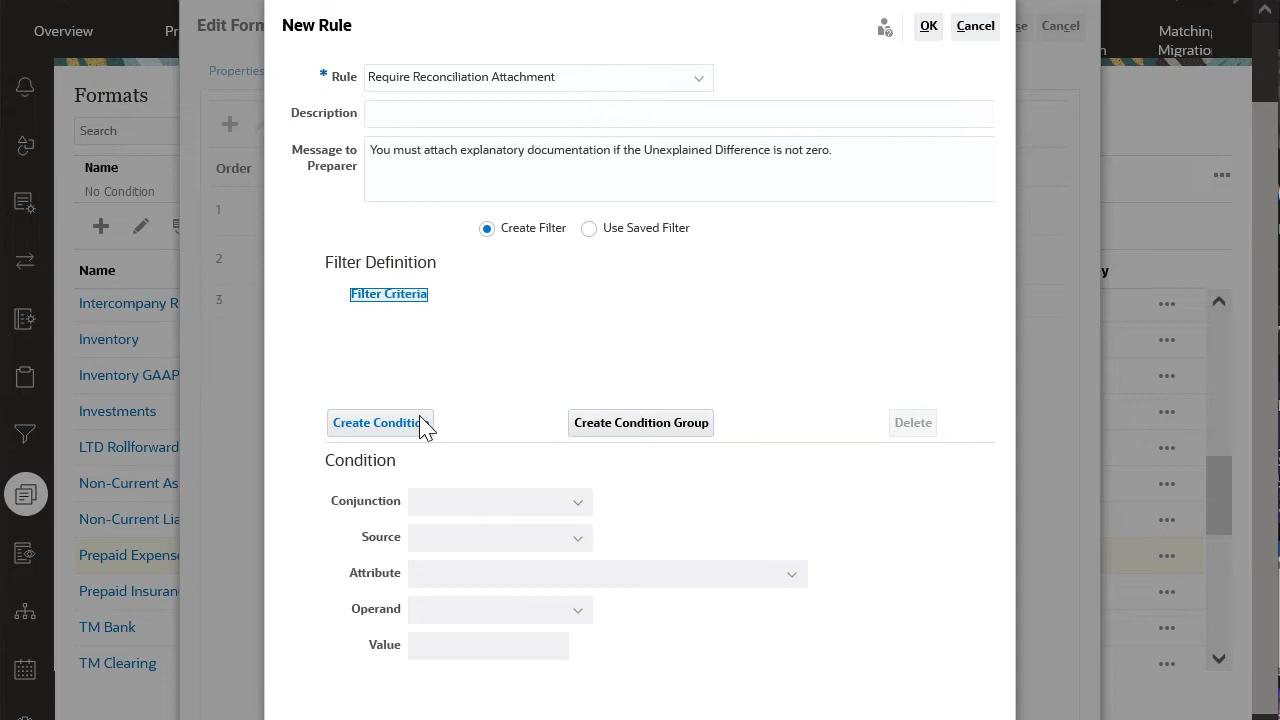 Overview
Pr
Matching
Migration
Edit Form
se
Cancel
Properties
Formats
Search
Name
No Condition
Name
Intercompany R
Inventory
Inventory GAAP
Investments
LTD Rollforward
Non-Current As
Non-Current Lia
Prepaid Expense
Prepaid Insuran
TM Bank
TM Clearing
Order
1
2
3
y
New Rule
OK
Cancel
* Rule
Require Reconciliation Attachment
Description
Message to
Preparer
You must attach explanatory documentation if the Unexplained Difference is not zero.
Create Filter
Use Saved Filter
Filter Definition
Filter Criteria
Create Condition
Create Condition Group
Delete
Condition
Conjunction
Source
Attribute
Operand
Value